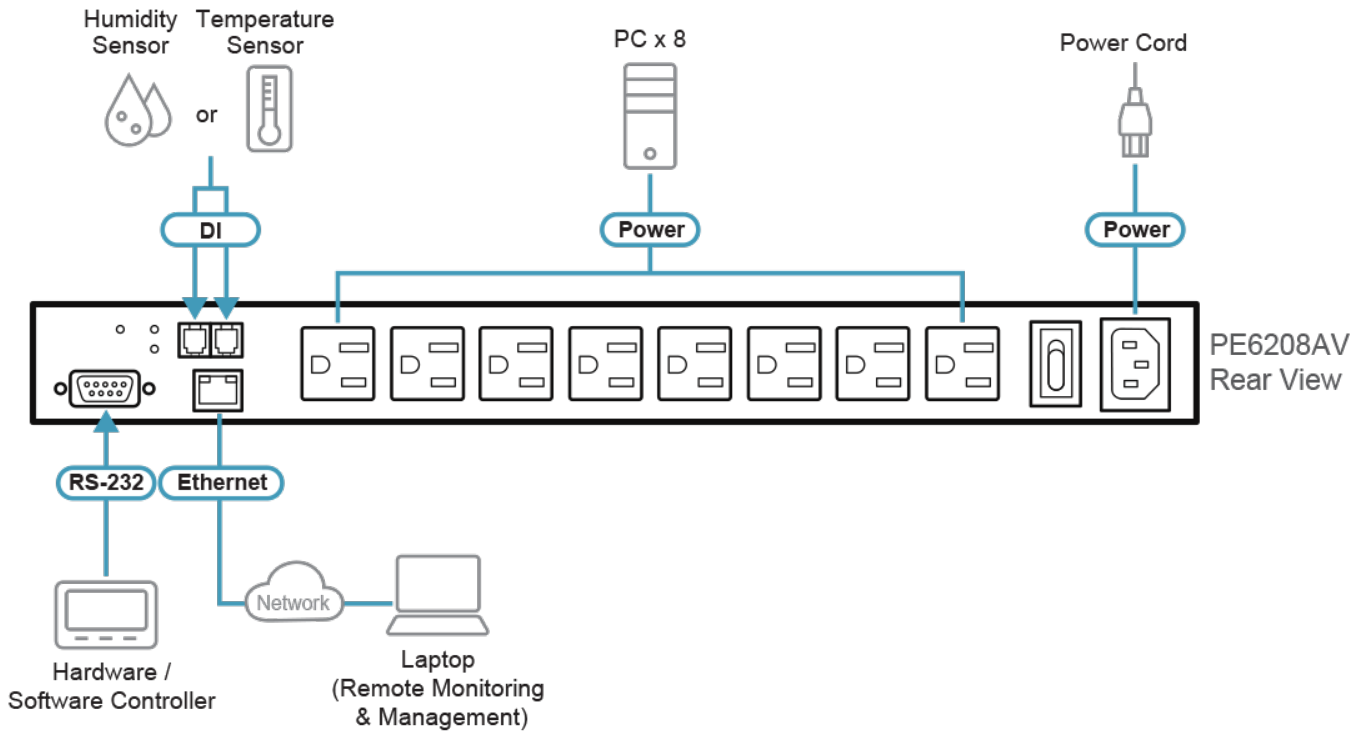 Humidity
Sensor
Temperature
Sensor
or
PC x 8
Power Cord
DI
Power
Power
PE6208AV
Rear View
RS-232
Ethernet
Network
Hardware /
Software Controller
Laptop
(Remote Monitoring
& Management)